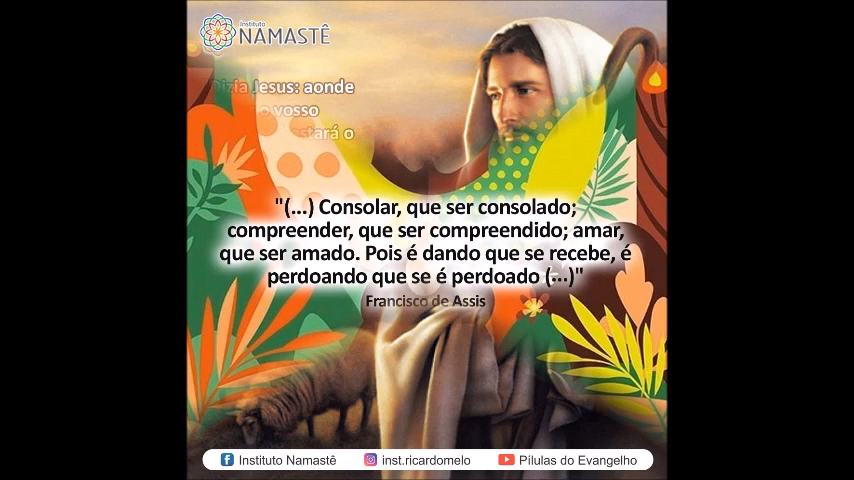 Instituto
NAMASTÊ
Dizia Jesus: aonde
o vosso
estará o
"(...) Consolar, que ser consolado;
compreender, que ser compreendido; amar,
que ser amado. Pois é dando que se recebe, é
perdoando que se é perdoado (...)"
Francisco de Assis
Instituto Namastê inst.ricardomelo Pílulas do Evangelho